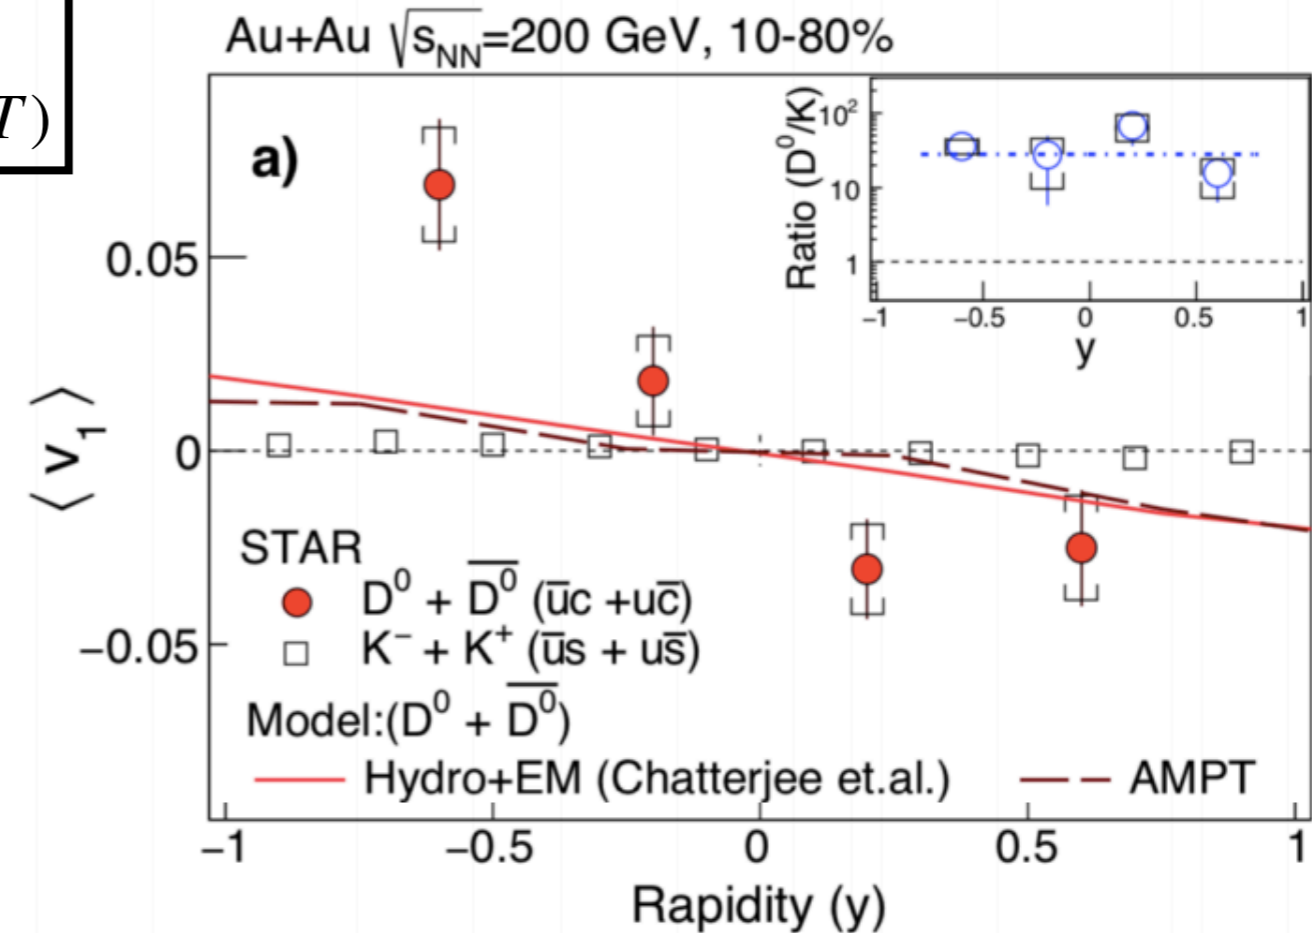 Au+Au √sNN=200 GeV, 10-80%
T)
a)
0.05
0
−0.05
⟨ v1 ⟩
Ratio (D⁰/K)
10²
10
1
−1 −0.5 0 0.5 1
y
STAR
D⁰ + D̅⁰ (u̅c +uc̅)
K⁻ + K⁺ (u̅s + us̅)
Model:(D⁰ + D̅⁰)
Hydro+EM (Chatterjee et.al.) AMPT
−1 −0.5 0 0.5 1
Rapidity (y)